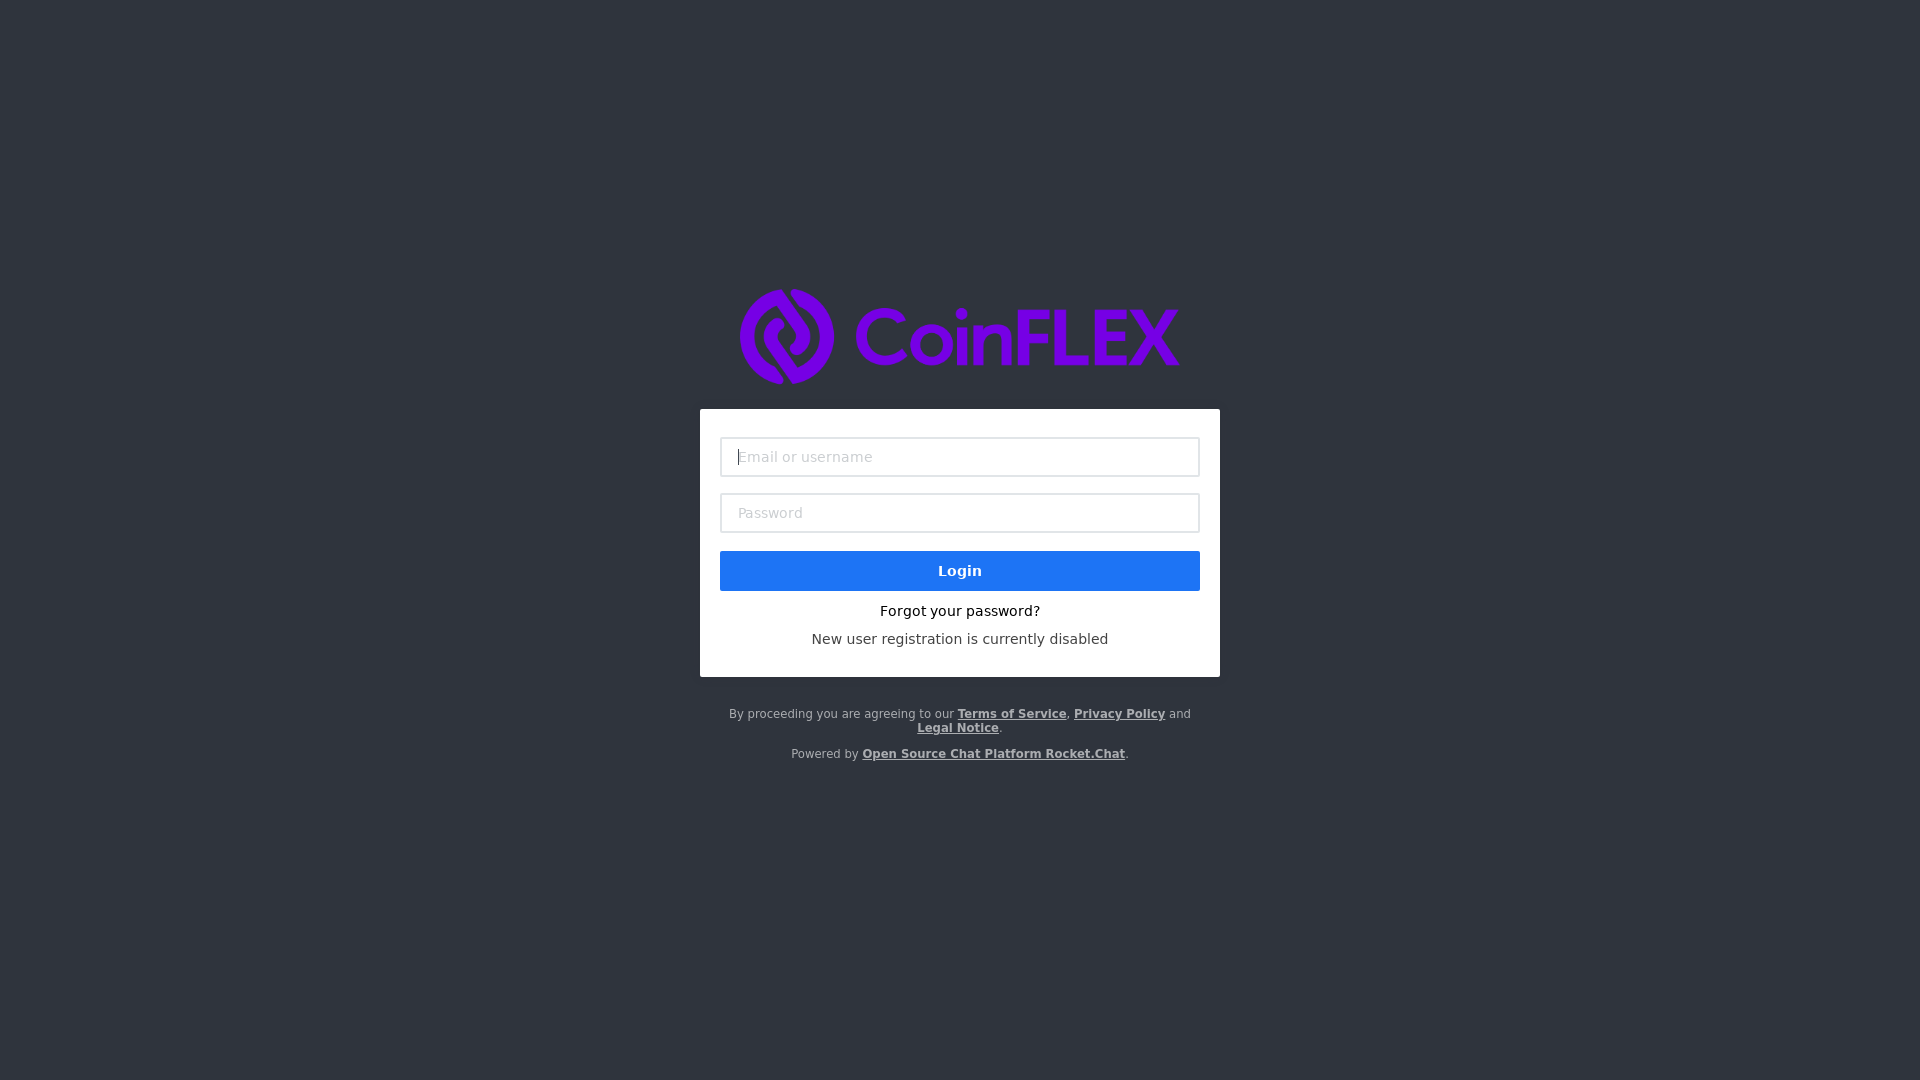 CoinFLEX
Email or username
Password
Login
Forgot your password?
New user registration is currently disabled
By proceeding you are agreeing to our Terms of Service, Privacy Policy and
Legal Notice.
Powered by Open Source Chat Platform Rocket.Chat.